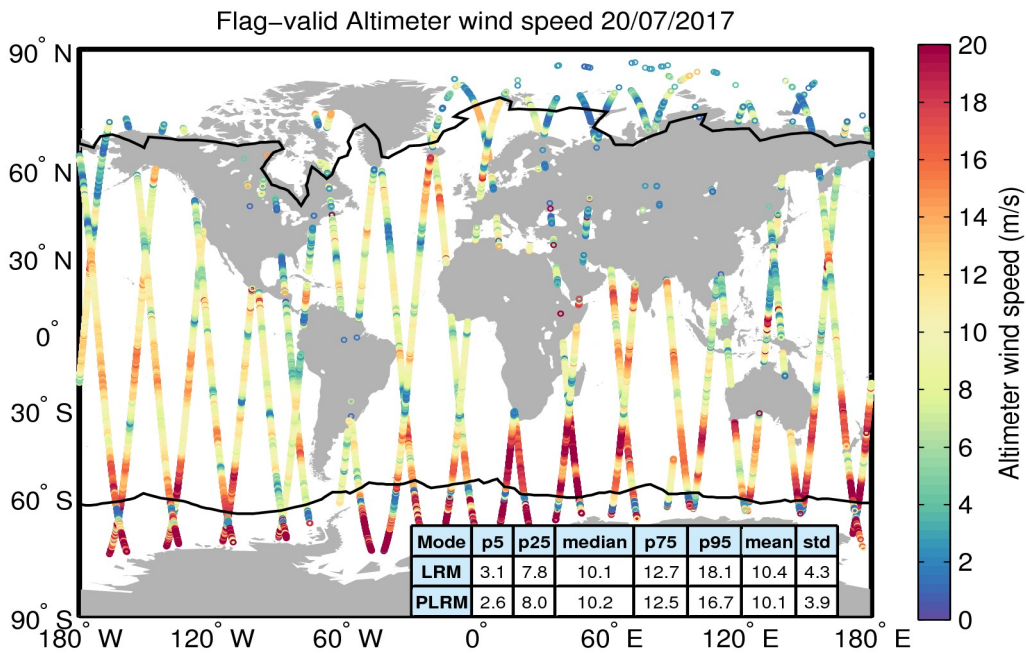 Flag−valid Altimeter wind speed 20/07/2017
90° N
60° N
30° N
0°
30° S
60° S
90° S
180° W
120° W
60° W
0°
60° E
120° E
180° E
Mode p5 p25 median p75 p95 mean std
LRM 3.1 7.8 10.1 12.7 18.1 10.4 4.3
PLRM 2.6 8.0 10.2 12.5 16.7 10.1 3.9
20
18
16
14
12
10
8
6
4
2
0
Altimeter wind speed (m/s)